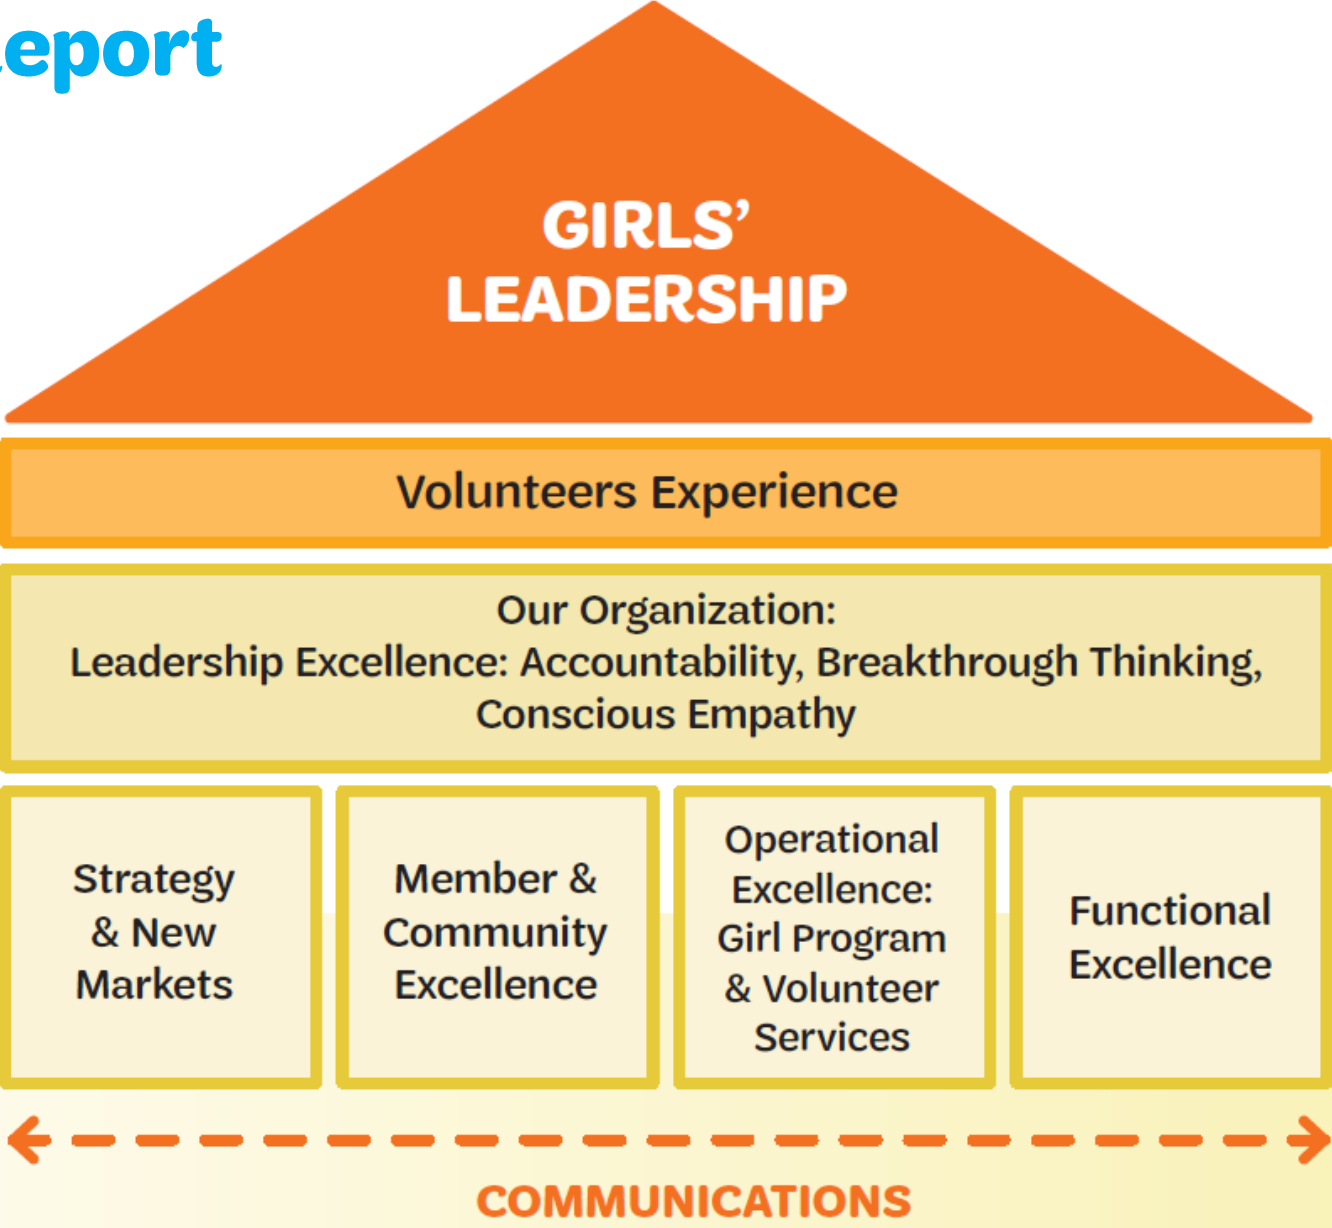 eport
GIRLS’
LEADERSHIP
Volunteers Experience
Our Organization:
Leadership Excellence: Accountability, Breakthrough Thinking,
Conscious Empathy
Strategy
& New
Markets
Member &
Community
Excellence
Operational
Excellence:
Girl Program
& Volunteer
Services
Functional
Excellence
COMMUNICATIONS